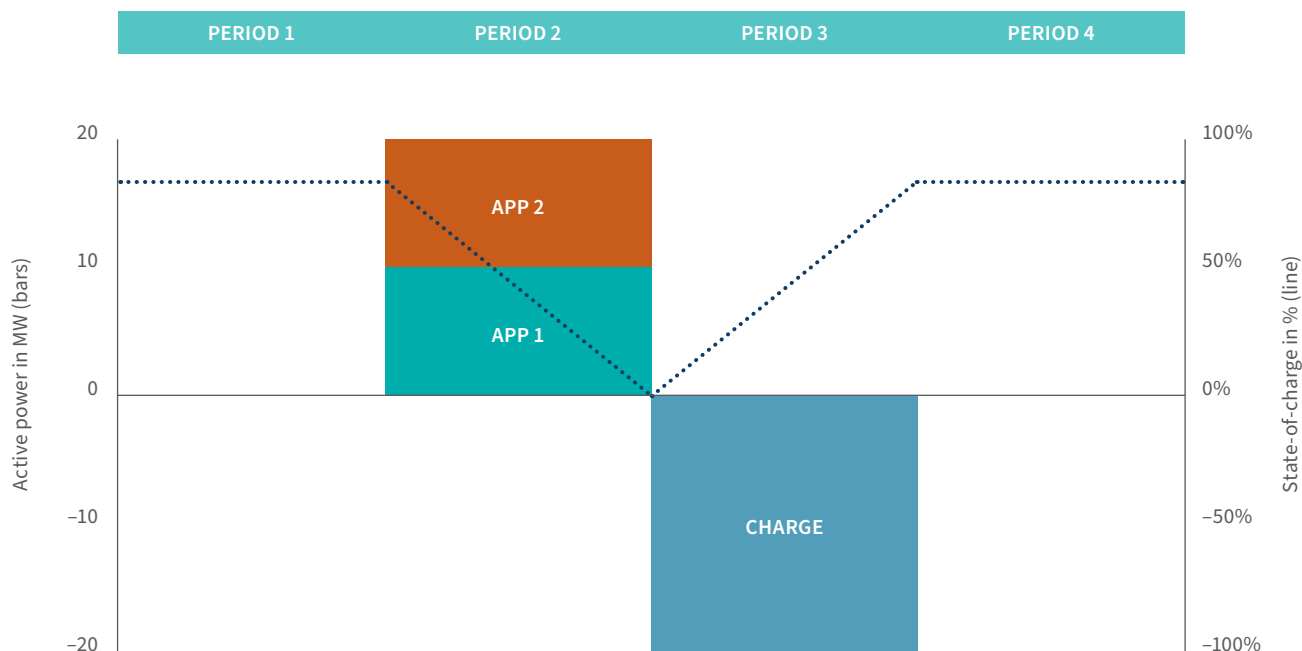 PERIOD 1 PERIOD 2 PERIOD 3 PERIOD 4
20 100%
APP 2
10 50%
APP 1
0 0%
Active power in MW (bars)
State-of-charge in % (line)
–10 –50%
CHARGE
–20 –100%